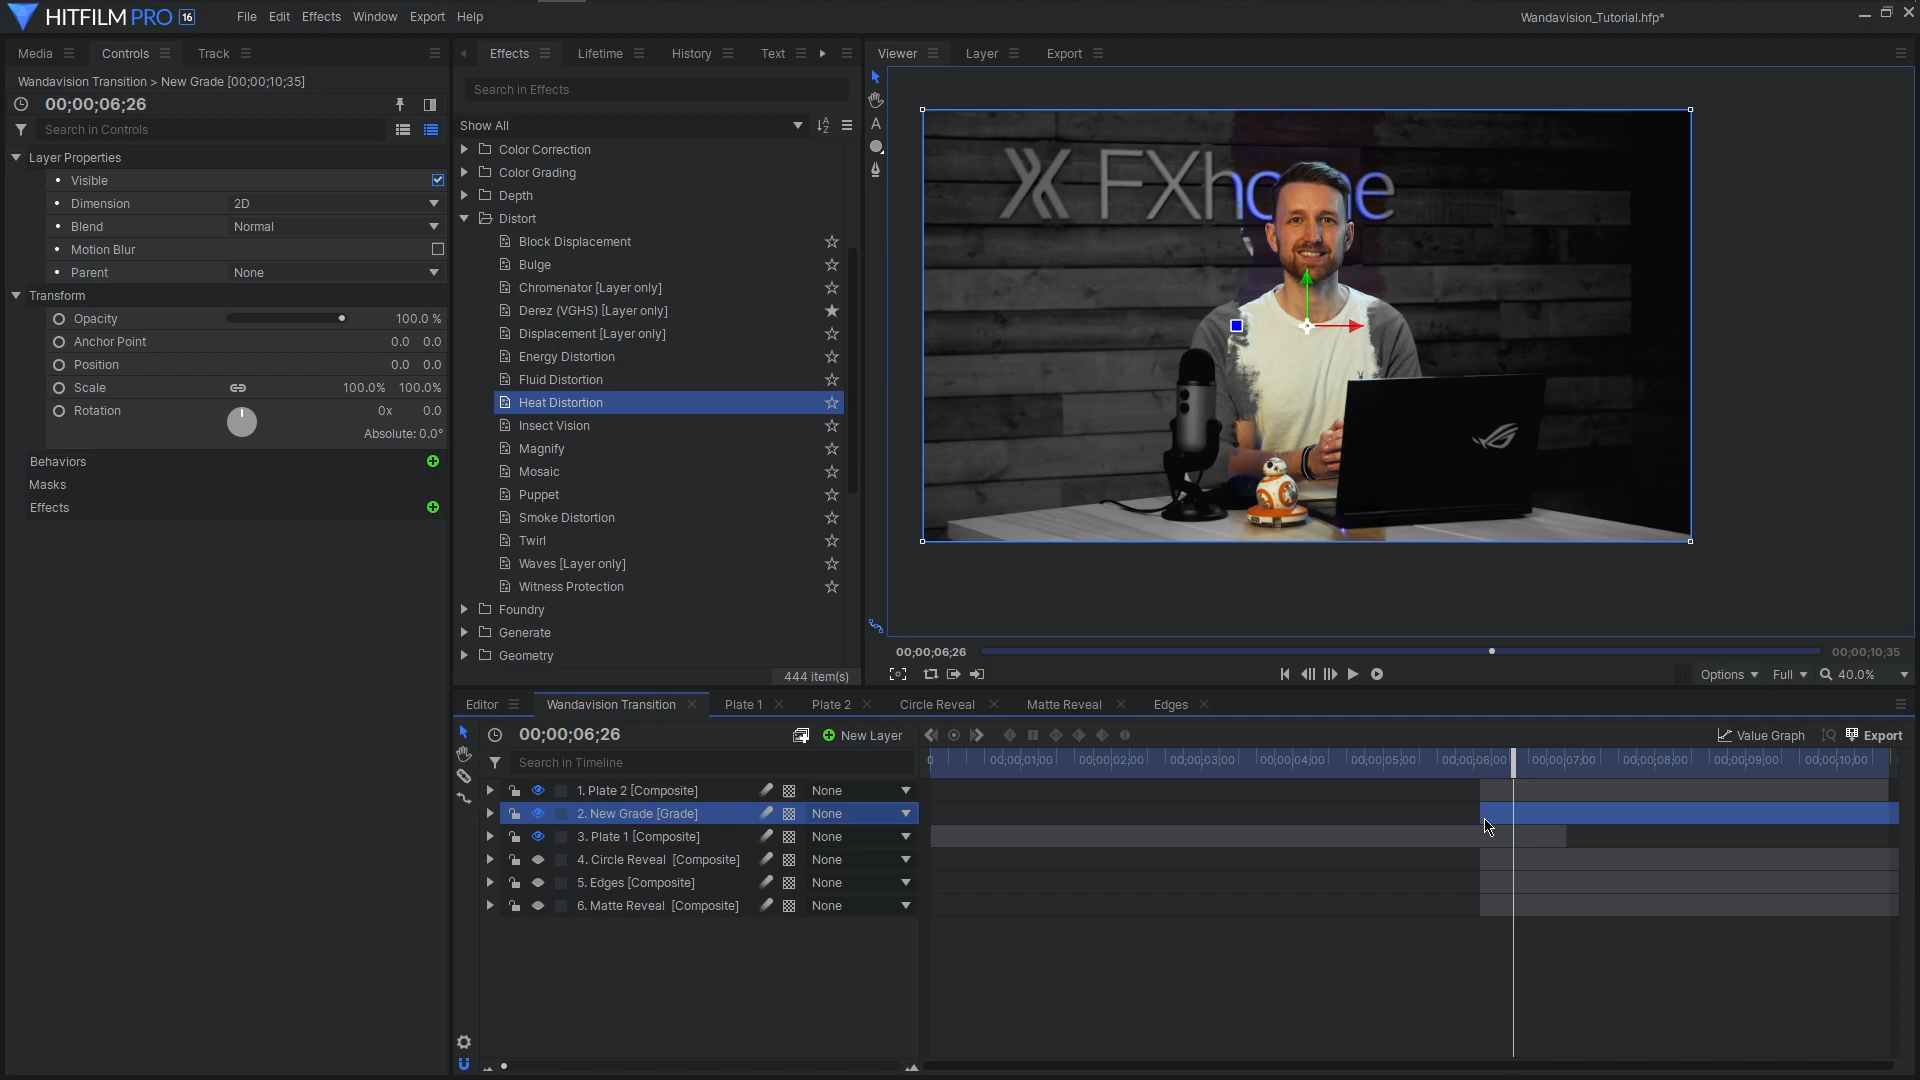 HITFILM PRO 16
File Edit Effects Window Export Help
Wandavision_Tutorial.hfp*
Media Controls Track
Effects Lifetime History Text
Viewer Layer Export
Wandavision Transition > New Grade [00;00;10;35]
00;00;06;26
Search in Controls
Layer Properties
Visible
Dimension 2D
Blend Normal
Motion Blur
Parent None
Transform
Opacity 100.0 %
Anchor Point 0.0 0.0
Position 0.0 0.0
Scale 100.0% 100.0%
Rotation 0x 0.0
Absolute: 0.0°
Behaviors
Masks
Effects
Search in Effects
Show All
Color Correction
Color Grading
Depth
Distort
Block Displacement
Bulge
Chromenator [Layer only]
Derez (VGHS) [Layer only]
Displacement [Layer only]
Energy Distortion
Fluid Distortion
Heat Distortion
Insect Vision
Magnify
Mosaic
Puppet
Smoke Distortion
Twirl
Waves [Layer only]
Witness Protection
Foundry
Generate
Geometry
444 item(s)
FXhome
00;00;06;26
00;00;10;35
Options Full 40.0%
Editor Wandavision Transition Plate 1 Plate 2 Circle Reveal Matte Reveal Edges
00;00;06;26 New Layer Value Graph Export
Search in Timeline
0 00;00;01;00 00;00;02;00 00;00;03;00 00;00;04;00 00;00;05;00 00;00;06;00 00;00;07;00 00;00;08;00 00;00;09;00 00;00;10;00
1. Plate 2 [Composite] None
2. New Grade [Grade] None
3. Plate 1 [Composite] None
4. Circle Reveal [Composite] None
5. Edges [Composite] None
6. Matte Reveal [Composite] None